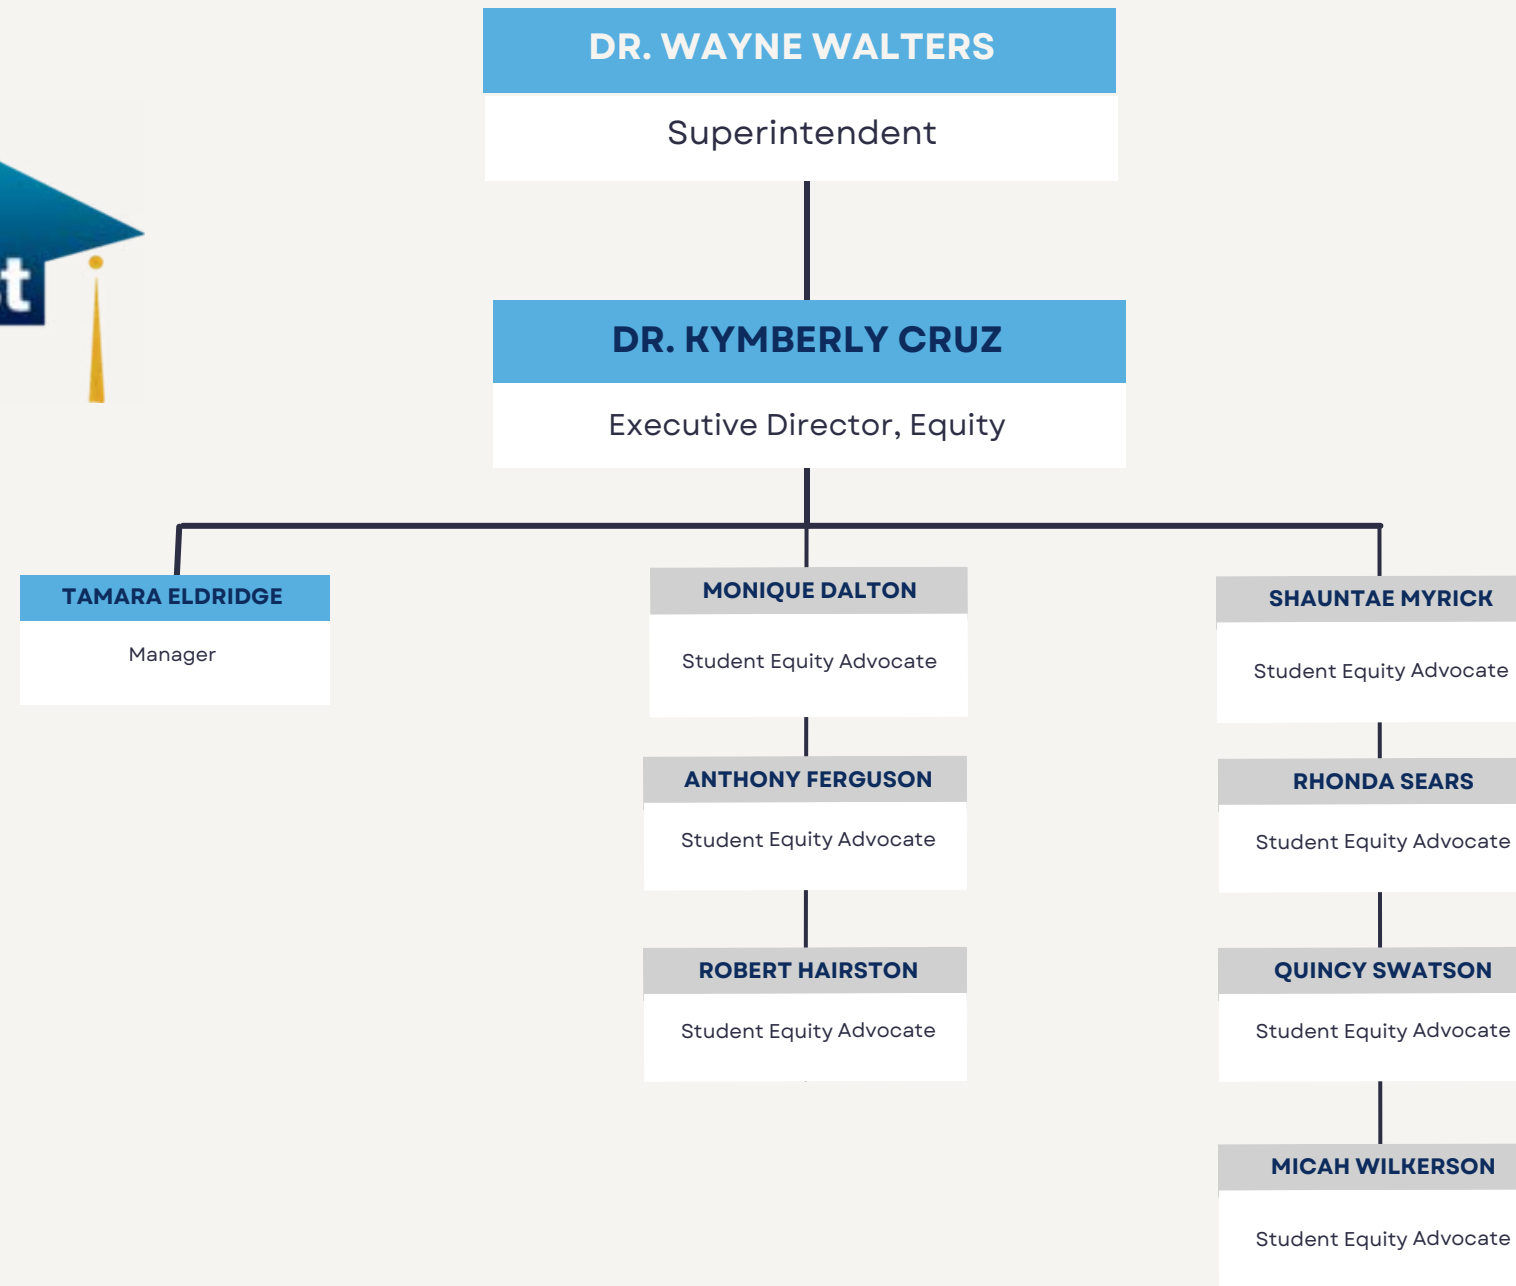 DR. WAYNE WALTERS
Superintendent
DR. KYMBERLY CRUZ
Executive Director, Equity
TAMARA ELDRIDGE
Manager
MONIQUE DALTON
Student Equity Advocate
ANTHONY FERGUSON
Student Equity Advocate
ROBERT HAIRSTON
Student Equity Advocate
SHAUNTAE MYRICK
Student Equity Advocate
RHONDA SEARS
Student Equity Advocate
QUINCY SWATSON
Student Equity Advocate
MICAH WILKERSON
Student Equity Advocate